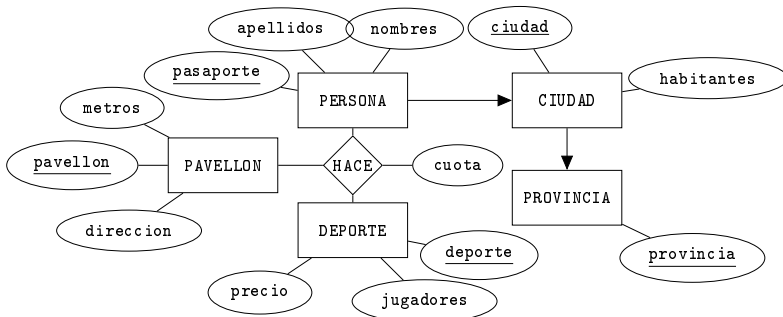 apellidos
nombres
ciudad
pasaporte
habitantes
PERSONA
CIUDAD
metros
pavellon
PAVELLON
HACE
cuota
PROVINCIA
direccion
DEPORTE
deporte
provincia
precio
jugadores